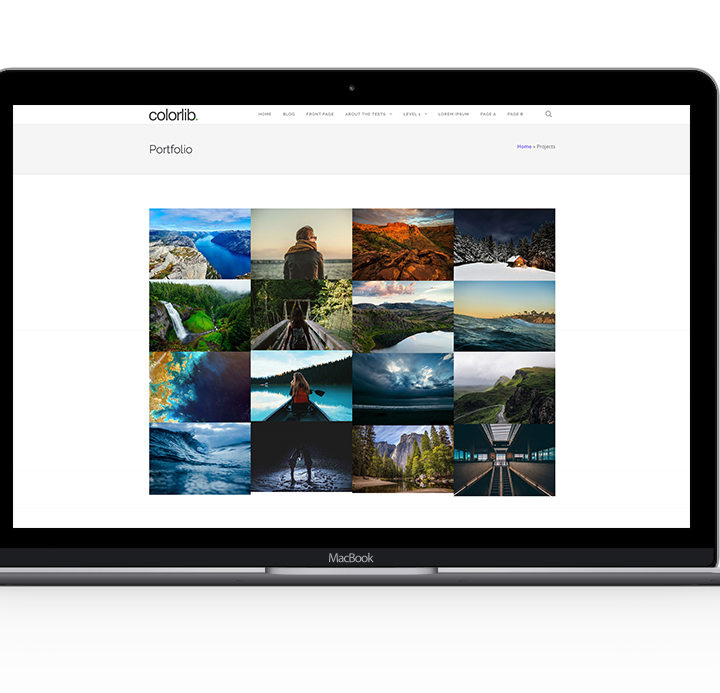 colorlib.
HOME BLOG FRONT PAGE ABOUT THE TESTS LEVEL 1 LOREM IPSUM PAGE A PAGE B
Portfolio
Home » Projects
MacBook